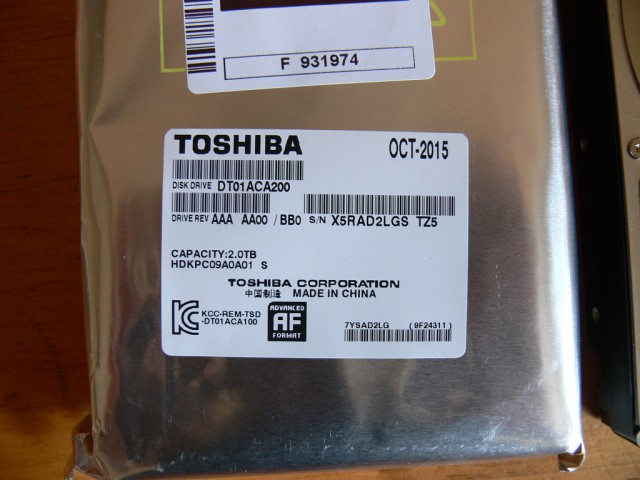 F 931974
TOSHIBA OCT-2015
DISK DRIVE DT01ACA200
DRIVE REV AAA AA00 / BB0 S/N X5RAD2LGS TZ5
CAPACITY:2.0TB
HDKPC09A0A01 S
TOSHIBA CORPORATION
中国制造 MADE IN CHINA
KCC-REM-TSD
-DT01ACA100
ADVANCED
AF
FORMAT
7YSAD2LG (9F24311)